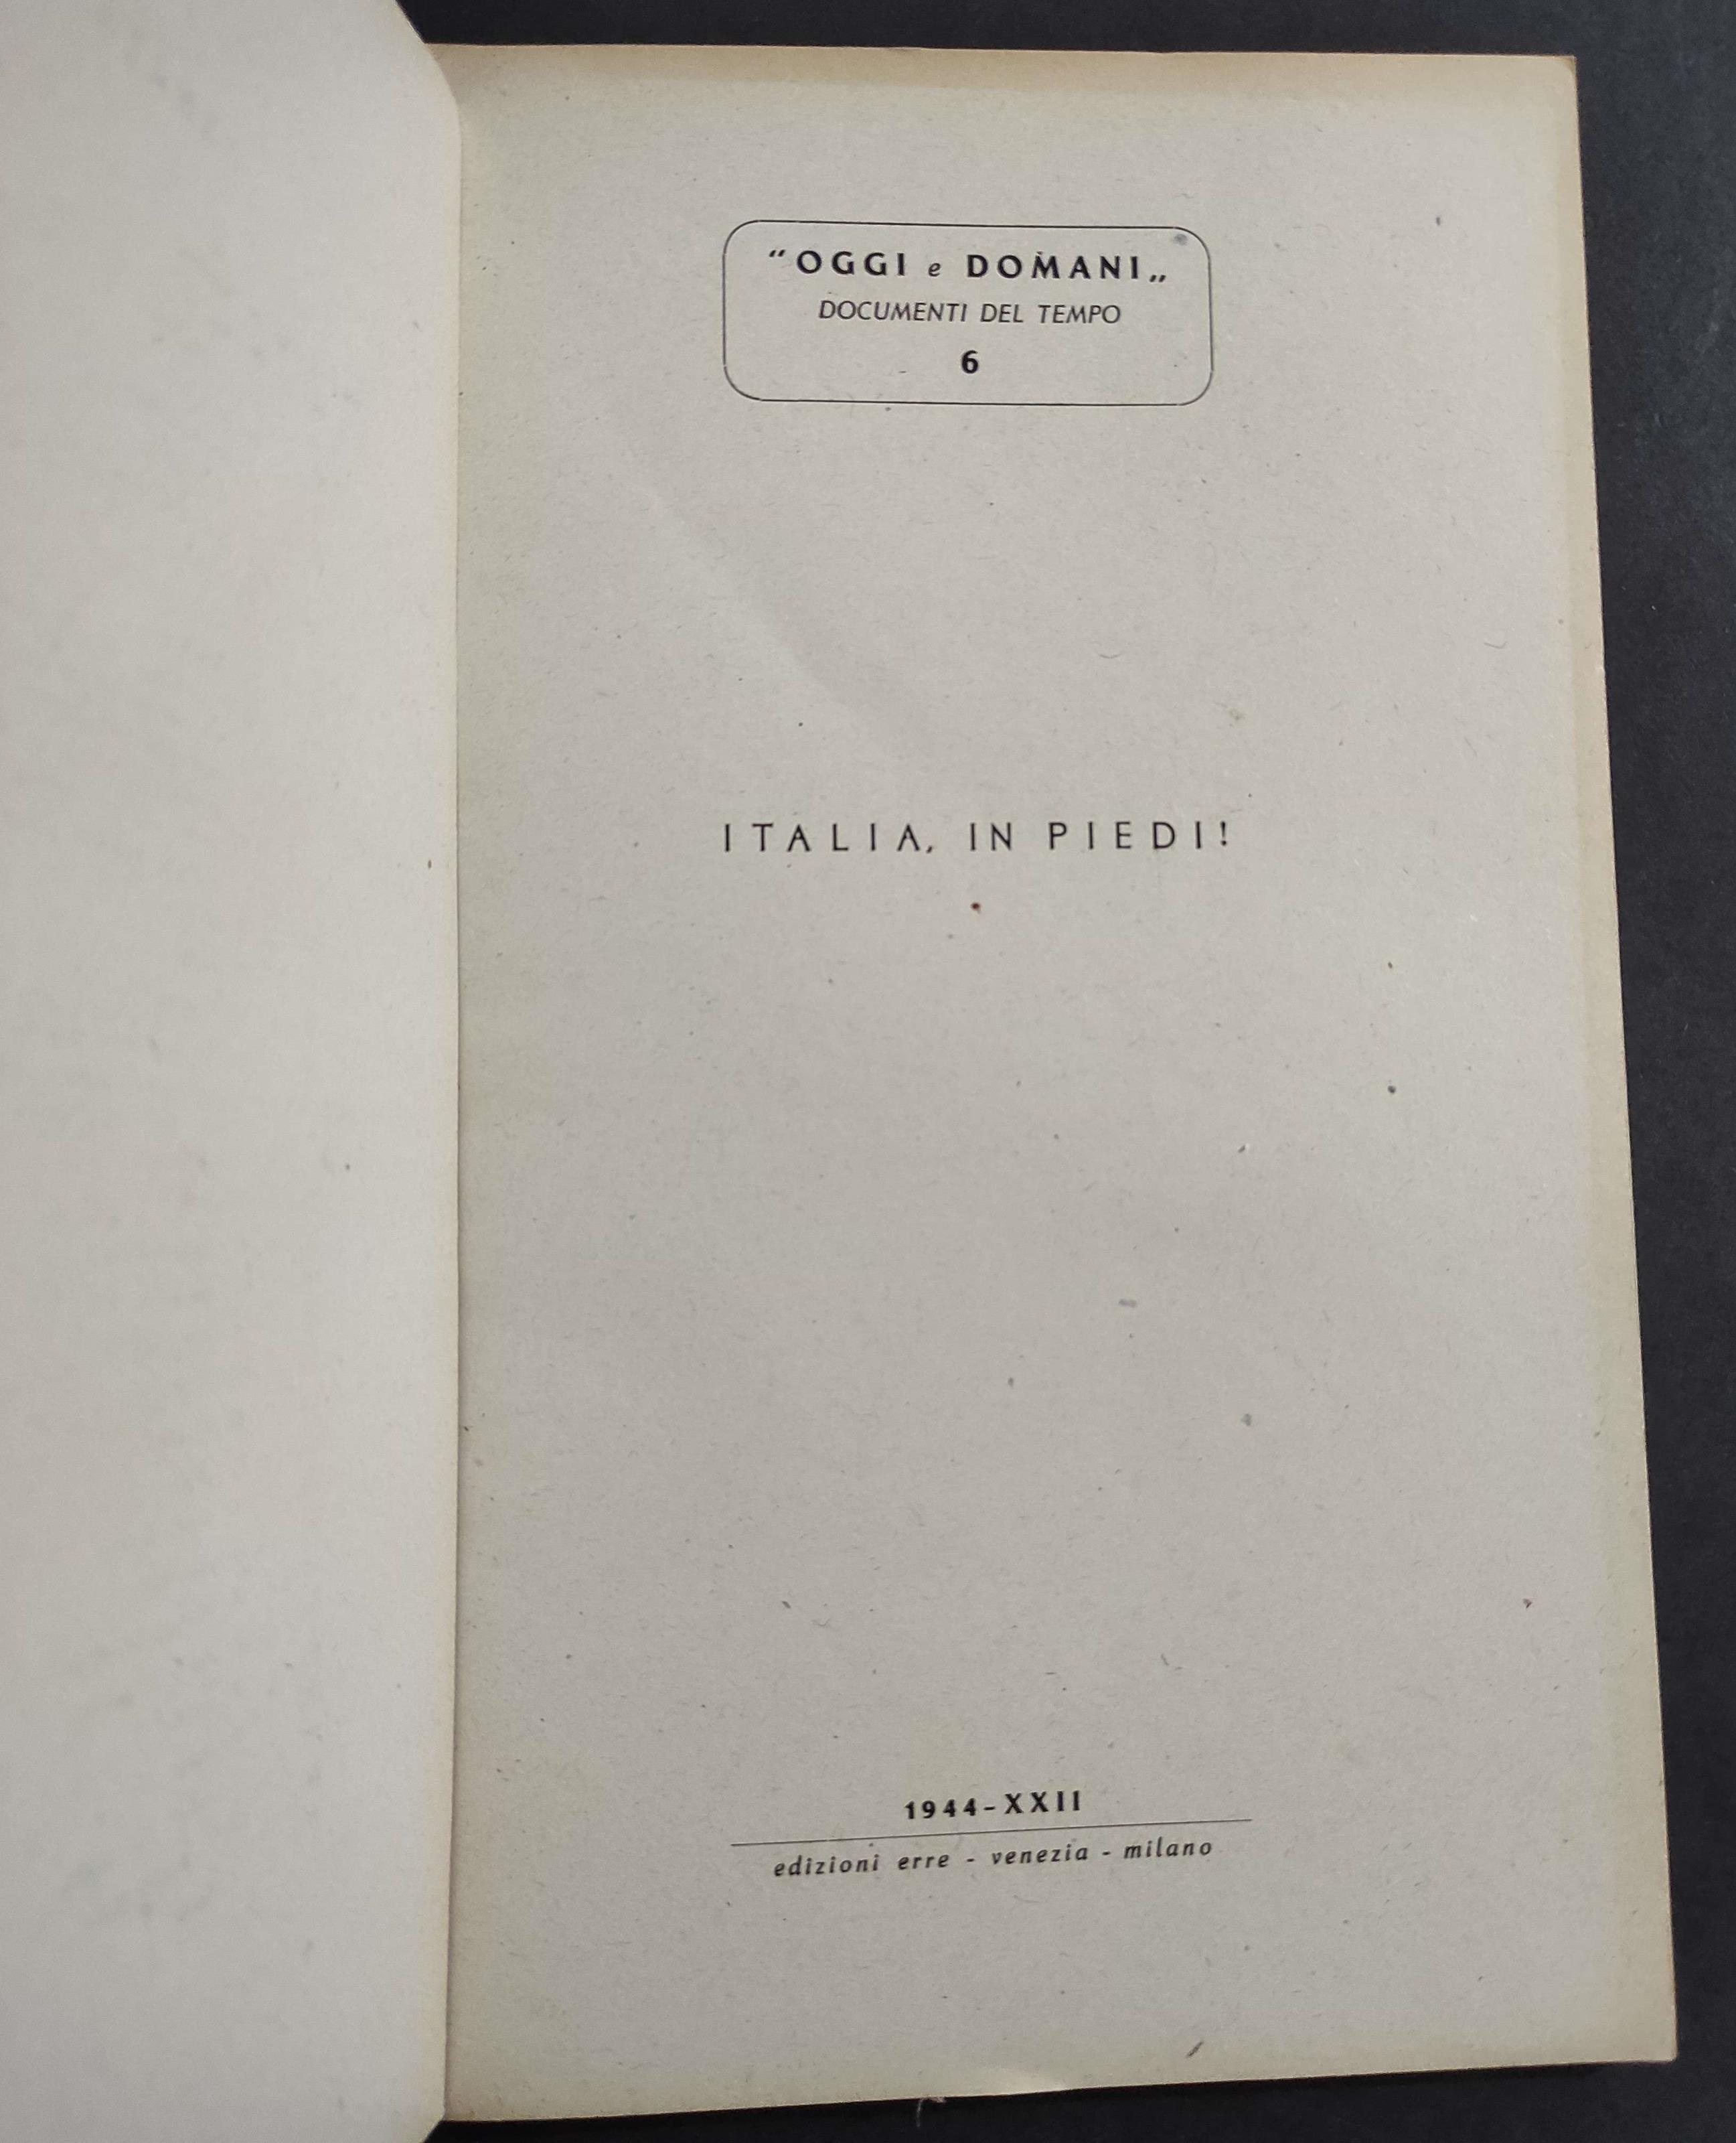 “OGGI e DOMANI„
DOCUMENTI DEL TEMPO
6
ITALIA, IN PIEDI!
1944-XXII
edizioni erre - venezia - milano